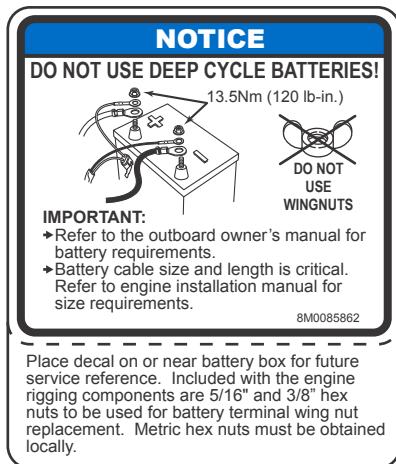 NOTICE
DO NOT USE DEEP CYCLE BATTERIES!
13.5Nm (120 lb-in.)
DO NOT
USE
WINGNUTS
IMPORTANT:
➛Refer to the outboard owner's manual for
battery requirements.
➛Battery cable size and length is critical.
Refer to engine installation manual for
size requirements.
8M0085862
Place decal on or near battery box for future
service reference.  Included with the engine
rigging components are 5/16" and 3/8" hex
nuts to be used for battery terminal wing nut
replacement.  Metric hex nuts must be obtained
locally.